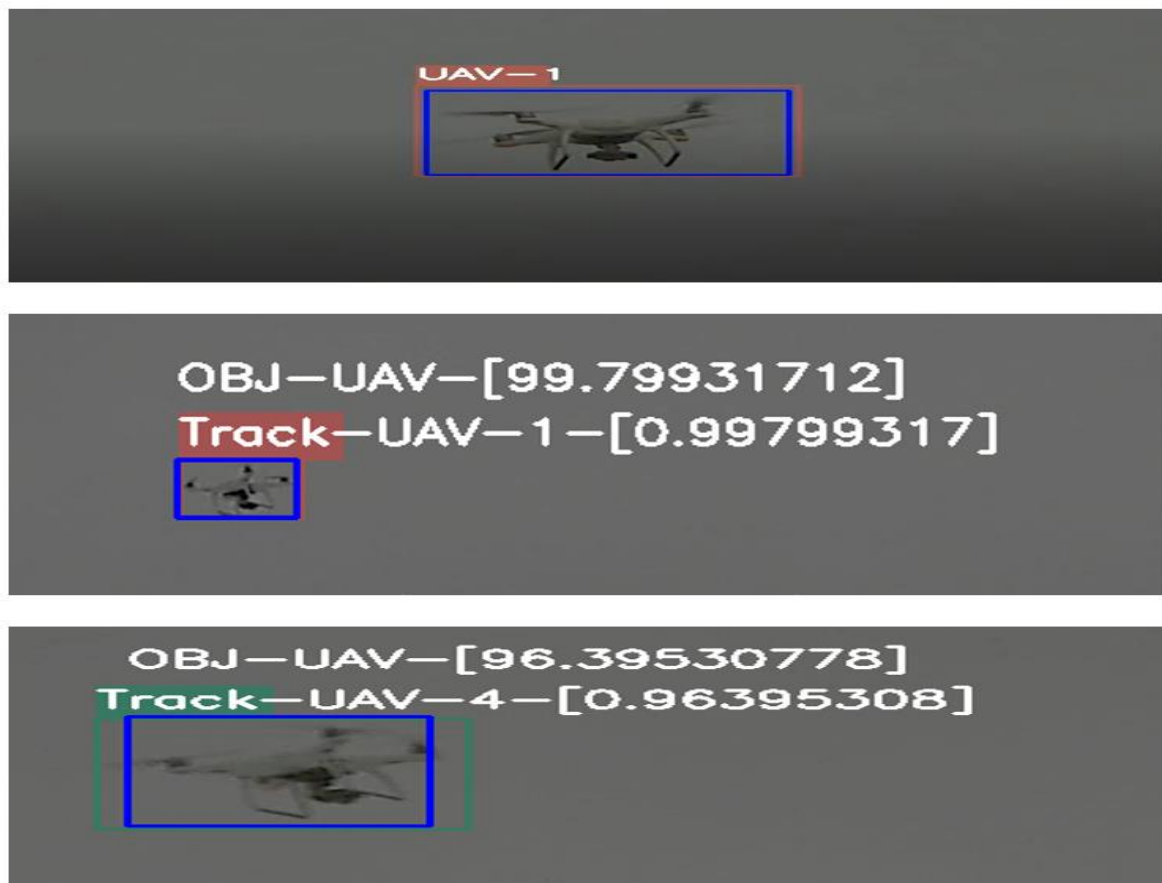 UAV-1
OBJ-UAV-[99.79931712]
Track-UAV-1-[0.99799317]
OBJ-UAV-[96.39530778]
Track-UAV-4-[0.96395308]